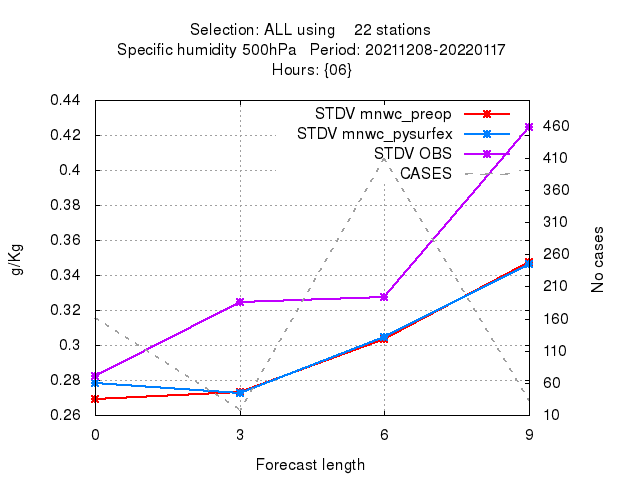 Selection: ALL using 22 stations
Specific humidity 500hPa Period: 20211208-20220117
Hours: {06}
STDV mnwc_preop
STDV mnwc_pysurfex
STDV OBS
CASES
g/Kg
0.44
0.42
0.4
0.38
0.36
0.34
0.32
0.3
0.28
0.26
460
410
360
310
260
210
160
110
60
10
No cases
0 3 6 9
Forecast length